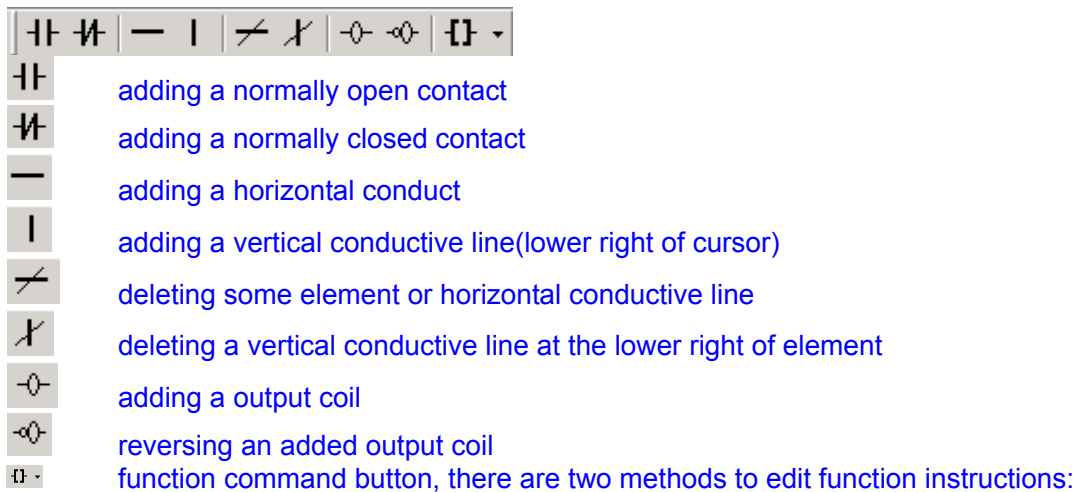 adding a normally open contact
adding a normally closed contact
adding a horizontal conduct
adding a vertical conductive line(lower right of cursor)
deleting some element or horizontal conductive line
deleting a vertical conductive line at the lower right of element
adding a output coil
reversing an added output coil
function command button, there are two methods to edit function instructions: